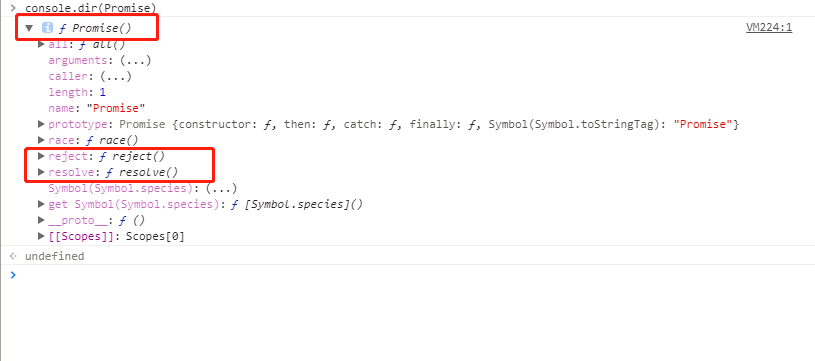 > console.dir(Promise)
▼ i ƒ Promise() VM224:1
▶ all: ƒ all()
arguments: (...)
caller: (...)
length: 1
name: "Promise"
▶ prototype: Promise {constructor: ƒ, then: ƒ, catch: ƒ, finally: ƒ, Symbol(Symbol.toStringTag): "Promise"}
▶ race: ƒ race()
▶ reject: ƒ reject()
▶ resolve: ƒ resolve()
Symbol(Symbol.species): (...)
▶ get Symbol(Symbol.species): ƒ [Symbol.species]()
▶ __proto__: ƒ ()
▶ [[Scopes]]: Scopes[0]
undefined
>